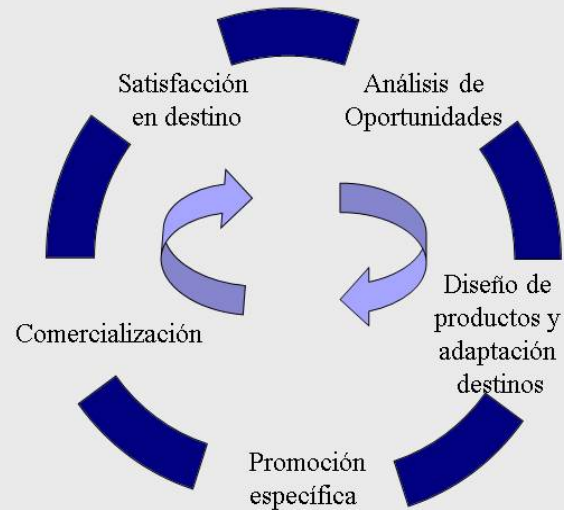 Satisfacción
en destino
Análisis de
Oportunidades
Diseño de
productos y
adaptación
destinos
Promoción
específica
Comercialización